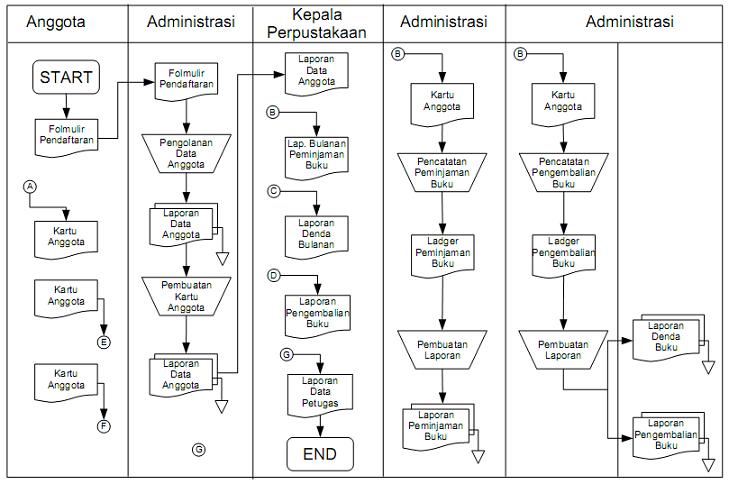 Anggota
Administrasi
Kepala
Perpustakaan
Administrasi
Administrasi
START
Folmulir
Pendaftaran
A
Kartu
Anggota
Kartu
Anggota
E
Kartu
Anggota
F
Folmulir
Pendaftaran
Pengolanan
Data
Anggota
Laporan
Data
Anggota
Pembuatan
Kartu
Anggota
Laporan
Data
Anggota
G
Laporan
Data
Anggota
B
Lap. Bulanan
Peminjaman
Buku
C
Laporan
Denda
Bulanan
D
Laporan
Pengembalian
Buku
G
Laporan
Data
Petugas
END
B
Kartu
Anggota
Pencatatan
Peminjaman
Buku
Ladger
Peminjaman
Buku
Pembuatan
Laporan
Laporan
Peminjaman
Buku
B
Kartu
Anggota
Pencatatan
Pengembalian
Buku
Ladger
Pengembalian
Buku
Pembuatan
Laporan
Laporan
Denda
Buku
Laporan
Pengembalian
Buku